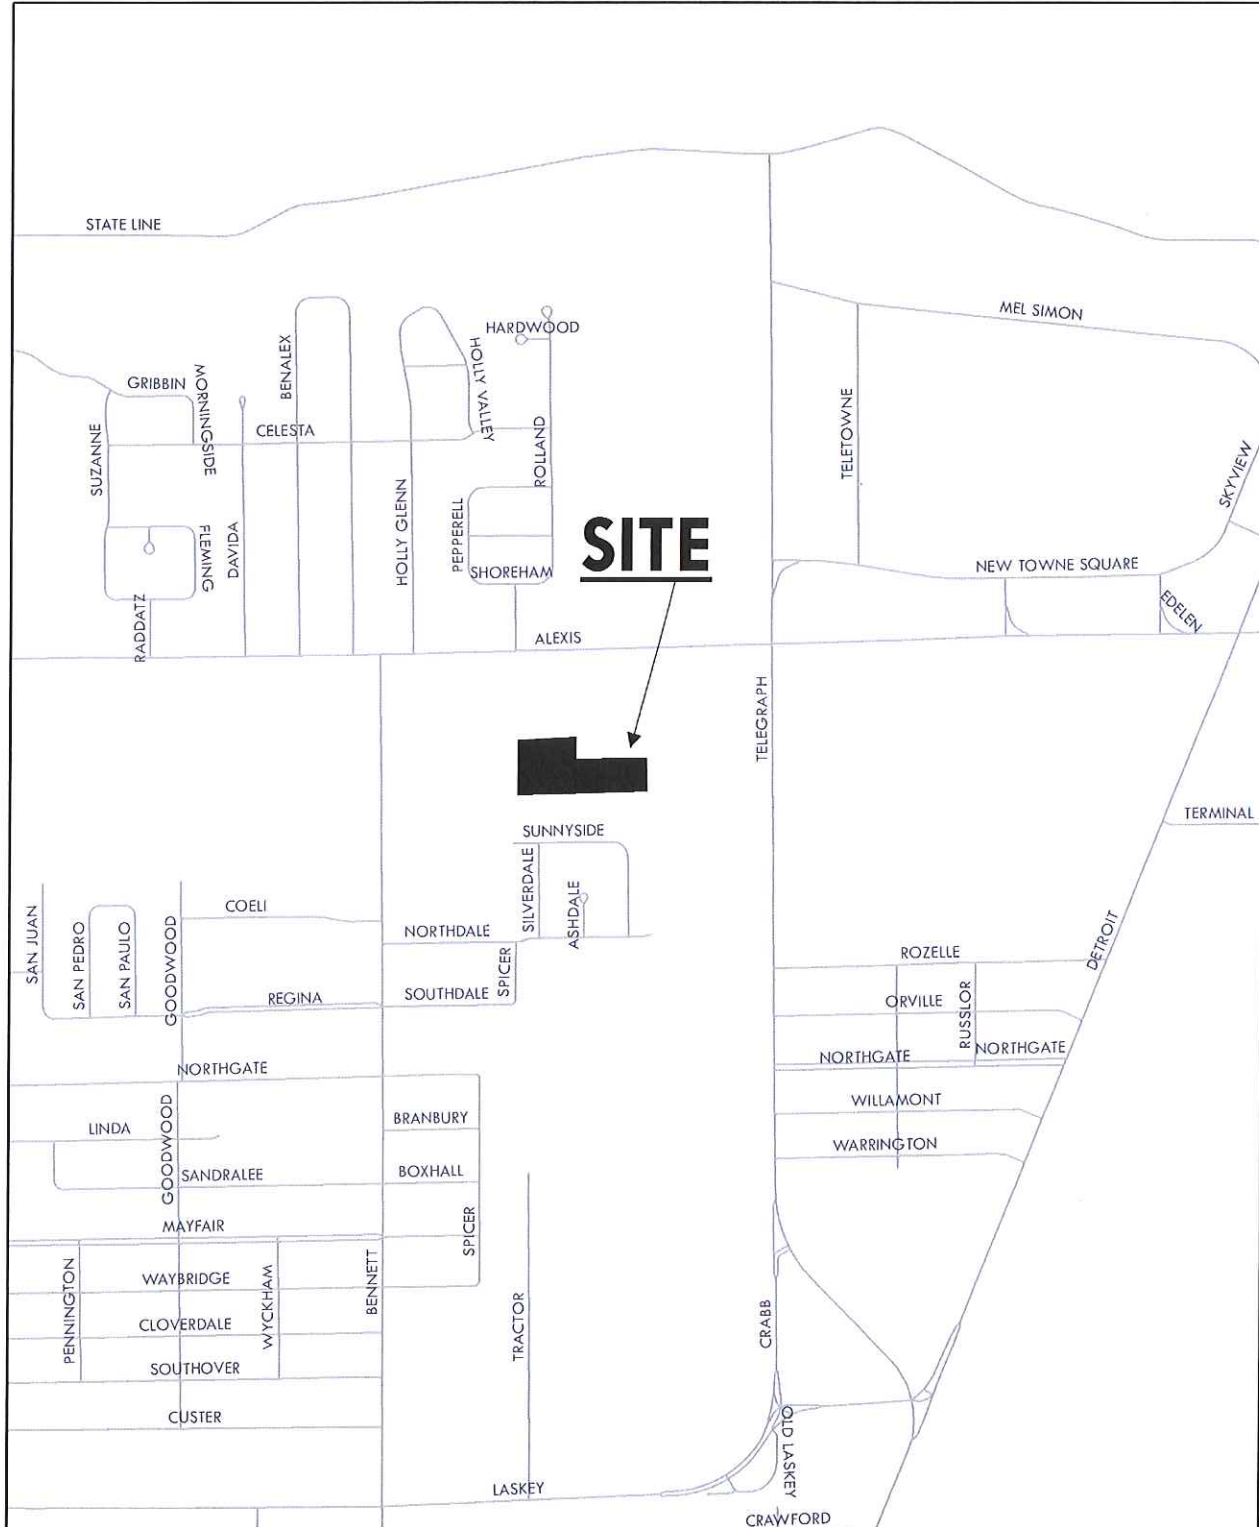 STATE LINE
MEL SIMON
HARDWOOD
BENALEX
HOLLY VALLEY
GRIBBIN
MORNINGSIDE
CELESTA
SUZANNE
ROLLAND
TELETOWNE
SKYVIEW
HOLLY GLENN
PEPPERELL
SITE
FLEMING
DAVIDA
SHOREHAM
NEW TOWNE SQUARE
EDELEN
RADDATZ
ALEXIS
TELEGRAPH
TERMINAL
SUNNYSIDE
SILVERDALE
ASHDALE
COELI
SAN JUAN
SAN PEDRO
SAN PAULO
GOODWOOD
NORTHDALE
SPICER
DETROIT
ROZELLE
REGINA
SOUTHDALE
ORVILLE
RUSSLOR
NORTHGATE
NORTHGATE
NORTHGATE
LINDA
GOODWOOD
BRANBURY
WILLAMONT
WARRINGTON
SANDRALEE
BOXHALL
MAYFAIR
SPICER
PENNINGTON
WAYBRIDGE
WYCKHAM
BENNETT
CLOVERDALE
TRACTOR
CRABB
SOUTHOVER
CUSTER
OLD LASKEY
LASKEY
CRAWFORD